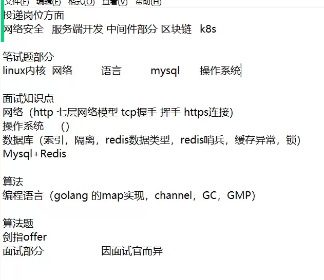 文件(F) 编辑(E) 格式(O) 查看(V) 帮助(H)
投递岗位方面
网络安全 服务端开发 中间件部分 区块链 k8s
笔试题部分
linux内核 网络 语言 mysql 操作系统
面试知识点
网络（http 七层网络模型 tcp握手 挥手 https连接）
操作系统 （）
数据库（索引，隔离，redis数据类型，redis哨兵，缓存异常，锁）
Mysql+Redis
算法
编程语言（golang 的map实现，channel，GC，GMP）
算法题
剑指offer
面试部分 因面试官而异